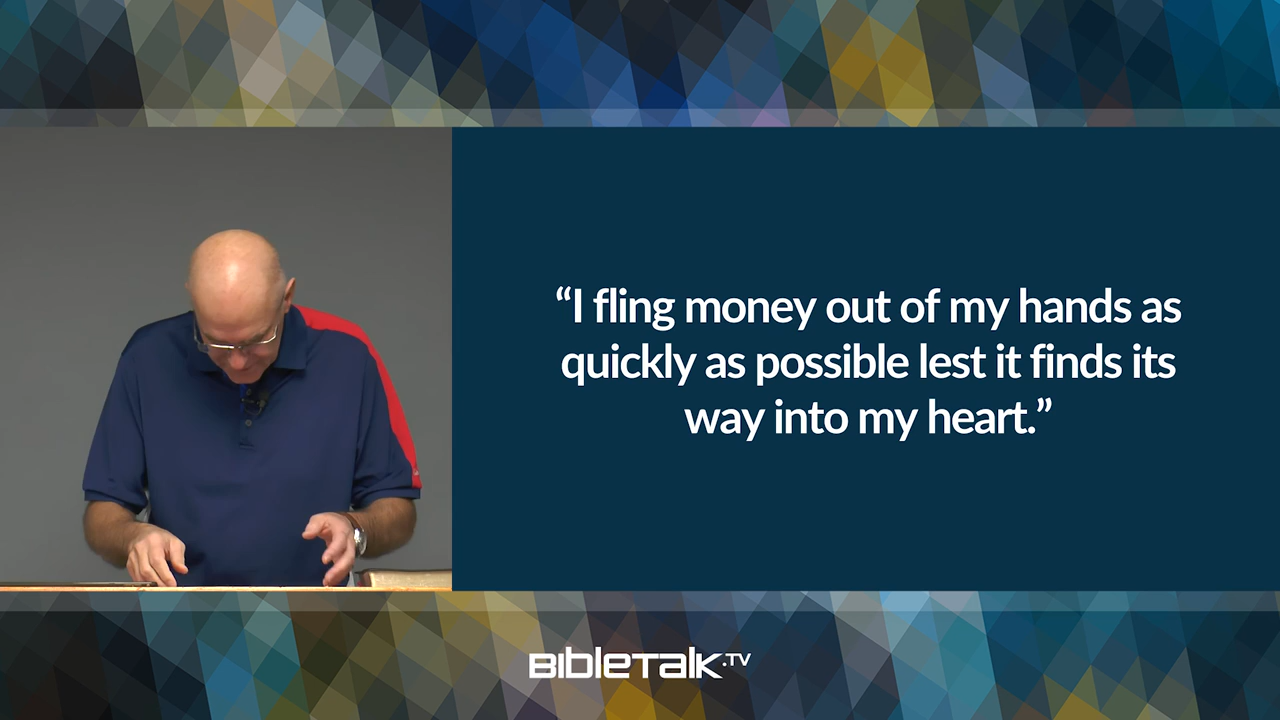 “I fling money out of my hands as
quickly as possible lest it finds its
way into my heart.”
BibleTalk.TV